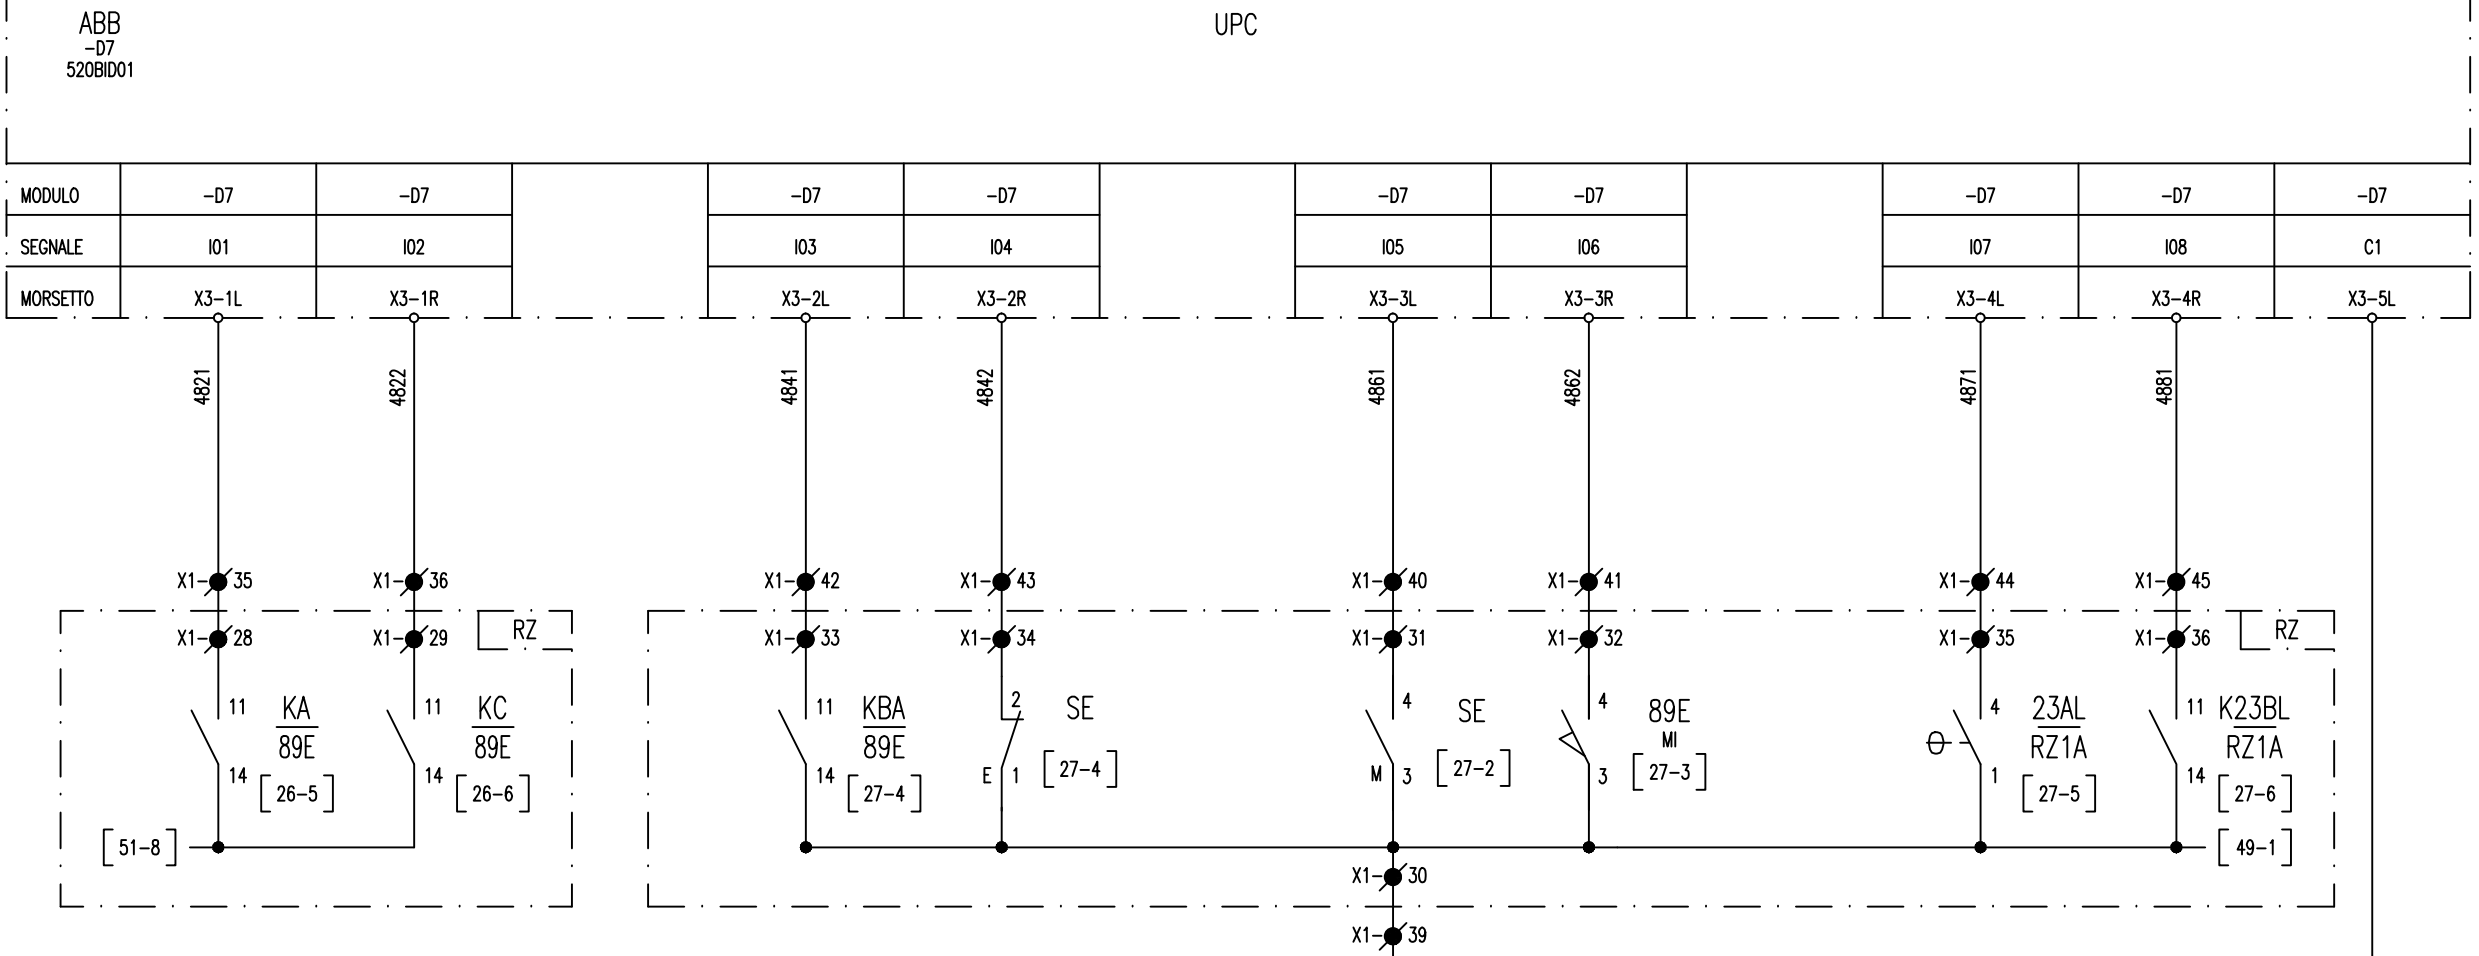 ABB
-D7
520BID01
UPC
MODULO -D7 -D7 -D7 -D7 -D7 -D7 -D7 -D7 -D7
SEGNALE I01 I02 I03 I04 I05 I06 I07 I08 C1
MORSETTO X3-1L X3-1R X3-2L X3-2R X3-3L X3-3R X3-4L X3-4R X3-5L
4821 4822 4841 4842 4861 4862 4871 4881
X1- 35 X1- 36 X1- 42 X1- 43 X1- 40 X1- 41 X1- 44 X1- 45
RZ RZ
X1- 28 X1- 29 X1- 33 X1- 34 X1- 31 X1- 32 X1- 35 X1- 36
11 KA 11 KC 11 KBA 2 SE 4 SE 4 89E 4 23AL 11 K23BL
89E 89E 89E MI RZ1A RZ1A
14 14 14 E 1 27-4 M 3 27-2 3 27-3 1 14
26-5 26-6 27-4 27-5 27-6
51-8 49-1
X1- 30
X1- 39